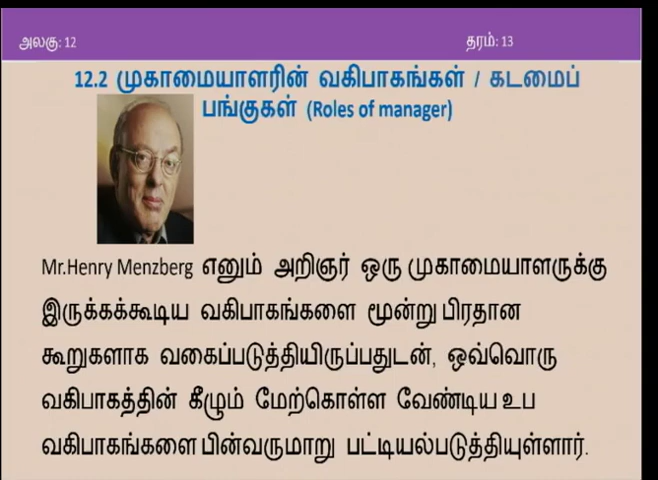 அலகு: 12
தரம்: 13
12.2 முகாமையாளரின் வகிபாகங்கள் / கடமைப்
பங்குகள் (Roles of manager)
Mr.Henry Menzberg எனும் அறிஞர் ஒரு முகாமையாளருக்கு
இருக்கக்கூடிய வகிபாகங்களை மூன்று பிரதான
கூறுகளாக வகைப்படுத்தியிருப்பதுடன், ஒவ்வொரு
வகிபாகத்தின் கீழும் மேற்கொள்ள வேண்டிய உப
வகிபாகங்களை பின்வருமாறு பட்டியல்படுத்தியுள்ளார்.